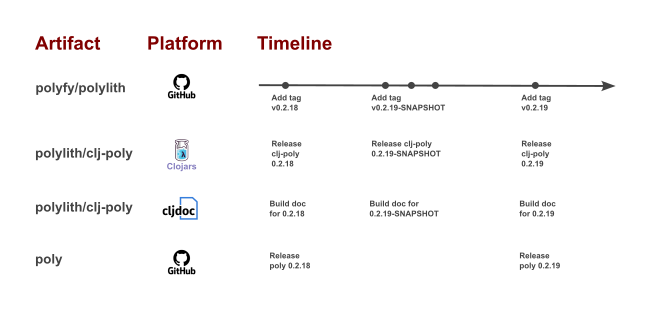 Artifact Platform Timeline
polyfy/polylith
GitHub
Add tag
v0.2.18
Add tag
v0.2.19-SNAPSHOT
Add tag
v0.2.19
polylith/clj-poly
Clojars
Release
clj-poly
0.2.18
Release clj-poly
0.2.19-SNAPSHOT
Release
clj-poly
0.2.19
polylith/clj-poly
cljdoc
Build doc
for 0.2.18
Build doc for
0.2.19-SNAPSHOT
Build doc
for 0.2.19
poly
GitHub
Release
poly 0.2.18
Release
poly 0.2.19